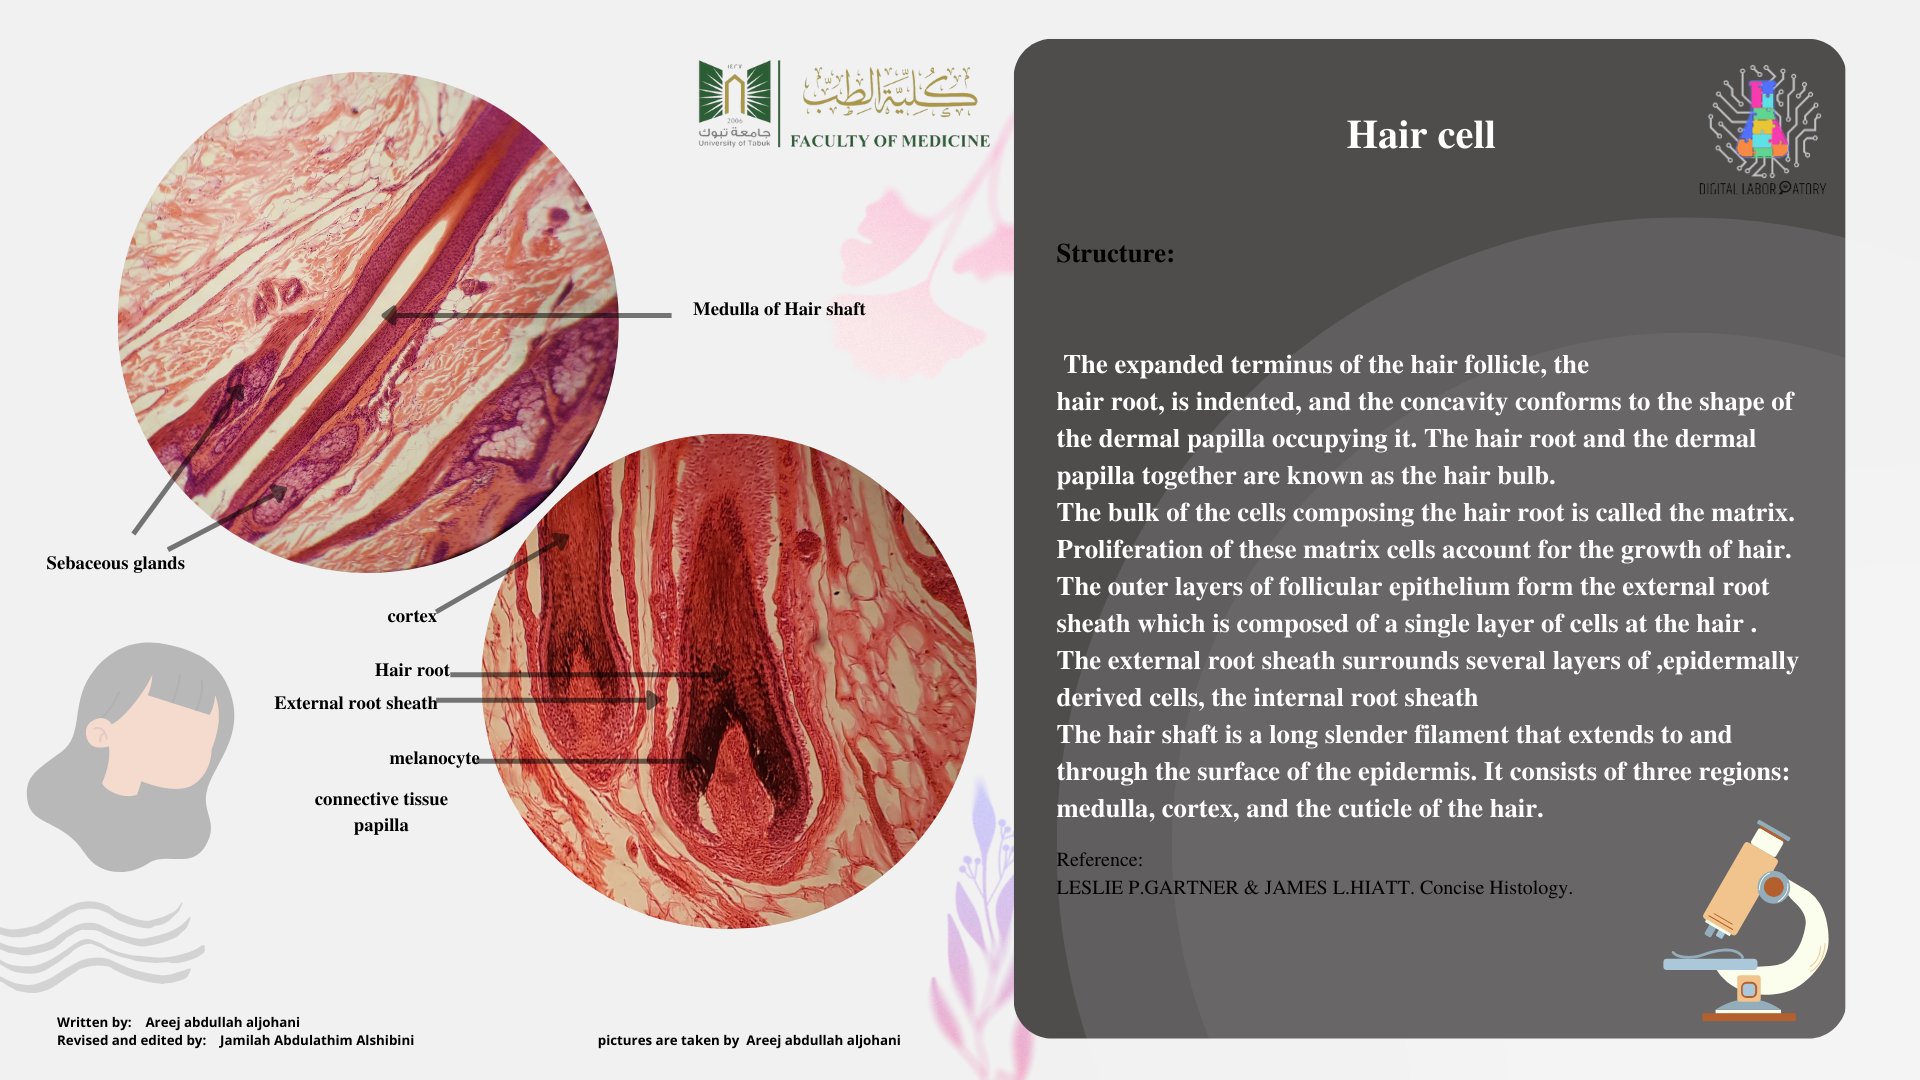 ١٤٢٧
2006
جامعة تبوك
University of Tabuk
كلية الطب
FACULTY OF MEDICINE
Medulla of Hair shaft
Sebaceous glands
cortex
Hair root
External root sheath
melanocyte
connective tissue
papilla
Written by: Areej abdullah aljohani
Revised and edited by: Jamilah Abdulathim Alshibini
pictures are taken by Areej abdullah aljohani
Hair cell
DIGITAL LABORATORY
Structure:
The expanded terminus of the hair follicle, the
hair root, is indented, and the concavity conforms to the shape of
the dermal papilla occupying it. The hair root and the dermal
papilla together are known as the hair bulb.
The bulk of the cells composing the hair root is called the matrix.
Proliferation of these matrix cells account for the growth of hair.
The outer layers of follicular epithelium form the external root
sheath which is composed of a single layer of cells at the hair .
The external root sheath surrounds several layers of ,epidermally
derived cells, the internal root sheath
The hair shaft is a long slender filament that extends to and
through the surface of the epidermis. It consists of three regions:
medulla, cortex, and the cuticle of the hair.
Reference:
LESLIE P.GARTNER & JAMES L.HIATT. Concise Histology.